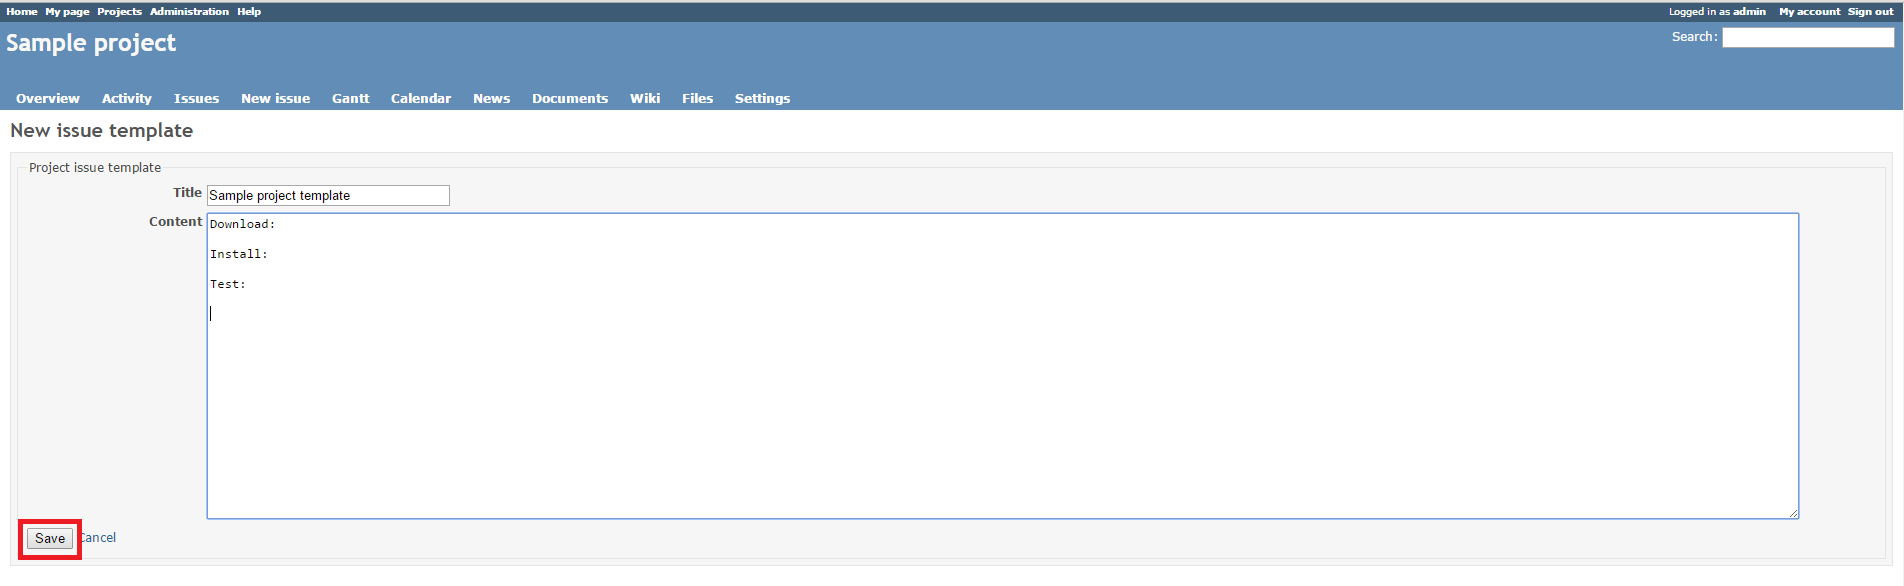 Home My page Projects Administration Help Logged in as admin My account Sign out
Sample project Search:
Overview Activity Issues New issue Gantt Calendar News Documents Wiki Files Settings
New issue template
Project issue template
Title Sample project template
Content Download:
Install:
Test:
Save Cancel